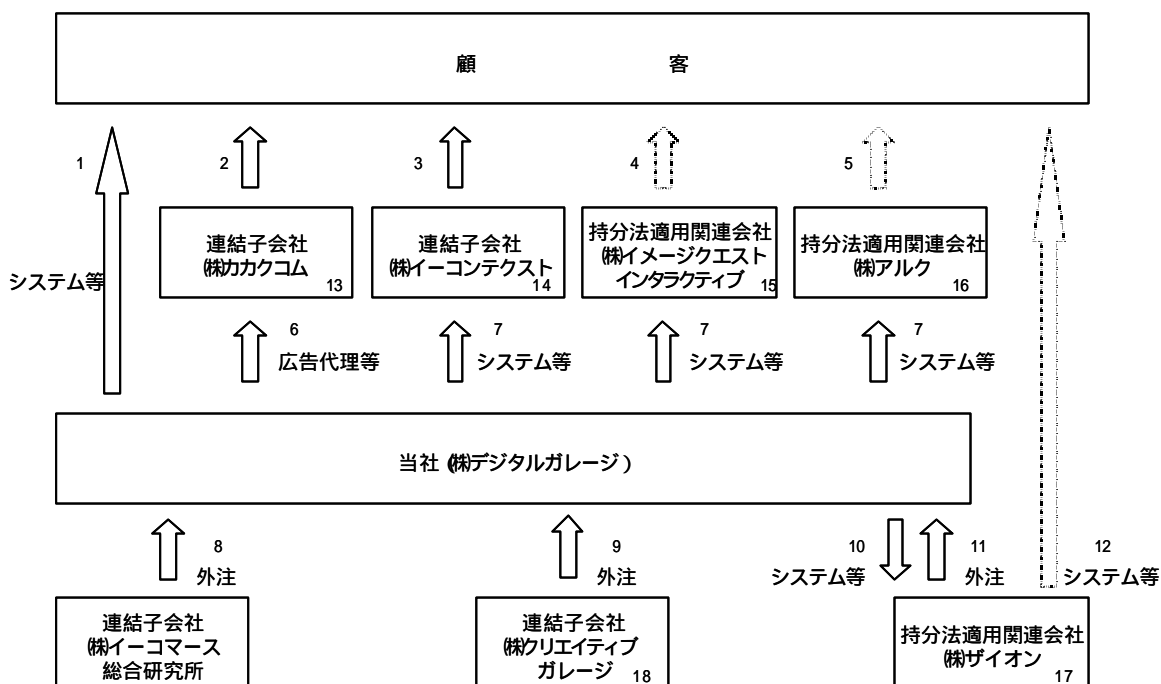 顧 客
1
2
3
4
5
連結子会社
㈱カカクコム
13
連結子会社
㈱イーコンテクスト
14
持分法適用関連会社
㈱イメージクエスト
インタラクティブ
15
持分法適用関連会社
㈱アルク
16
システム等
6
広告代理等
7
システム等
7
システム等
7
システム等
当社(㈱デジタルガレージ)
8
外注
9
外注
10
システム等
11
外注
12
システム等
連結子会社
㈱イーコマース
総合研究所
連結子会社
㈱クリエイティブ
ガレージ
18
持分法適用関連会社
㈱ザイオン
17